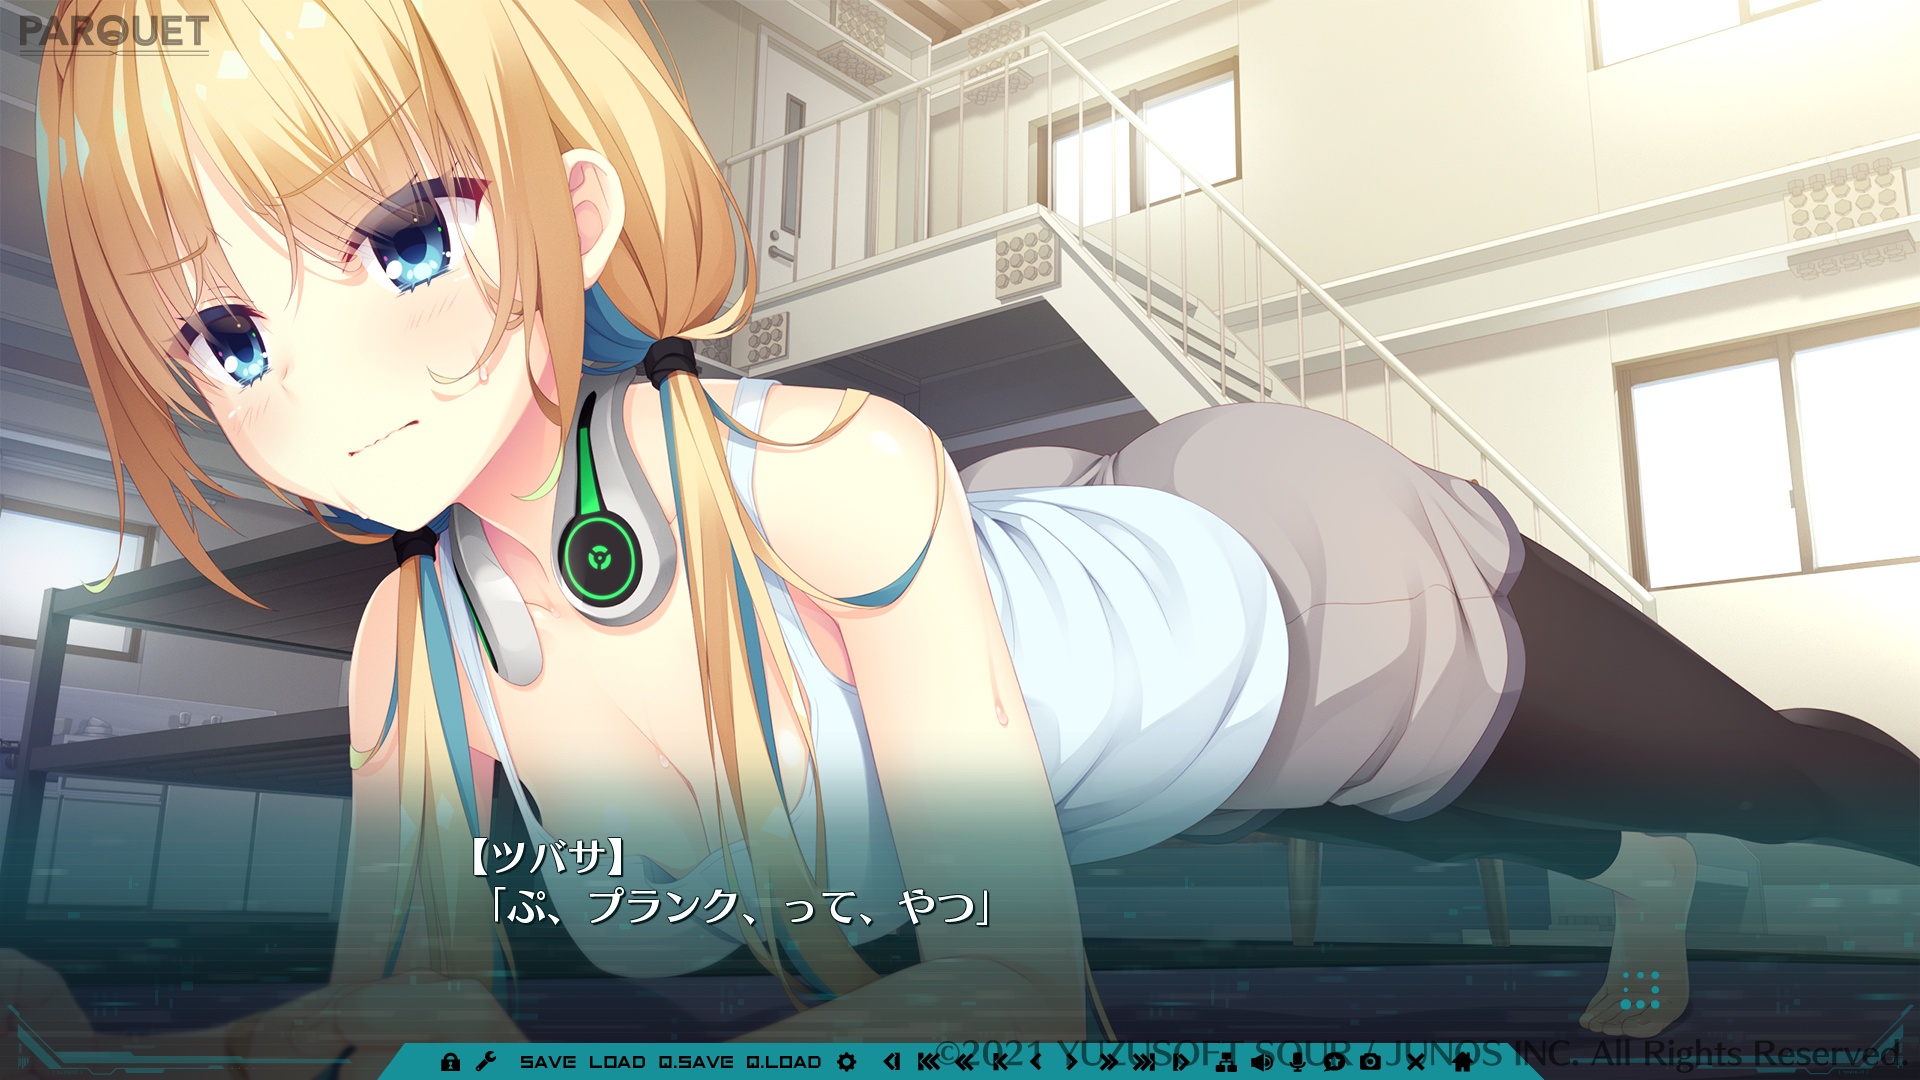 PARQUET
【ツバサ】
「ぷ、プランク、って、やつ」
SAVE LOAD Q.SAVE Q.LOAD
©2021 YUZUSOFT SOUR / JUNOS INC. All Rights Reserved.